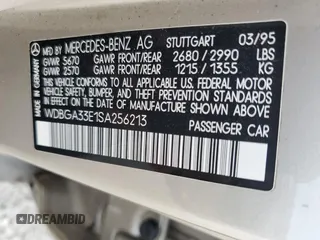 MADE IN GERMANY
MFD BY MERCEDES-BENZ AG STUTTGART 03/95
GVWR 5670 GAWR FRONT/REAR 2680/2990 LBS
GVWR 2570 GAWR FRONT/REAR 1215/1355 KG
THIS VEHICLE CONFORMS TO ALL APPLICABLE U.S. FEDERAL
MOTOR VEHICLE SAFETY, BUMPER, AND THEFT PREVENTION
STANDARDS IN EFFECT ON THE DATE OF MANUFACTURE SHOWN ABOVE
WDBGA33E1SA256213
PASSENGER CAR
DREAMBID